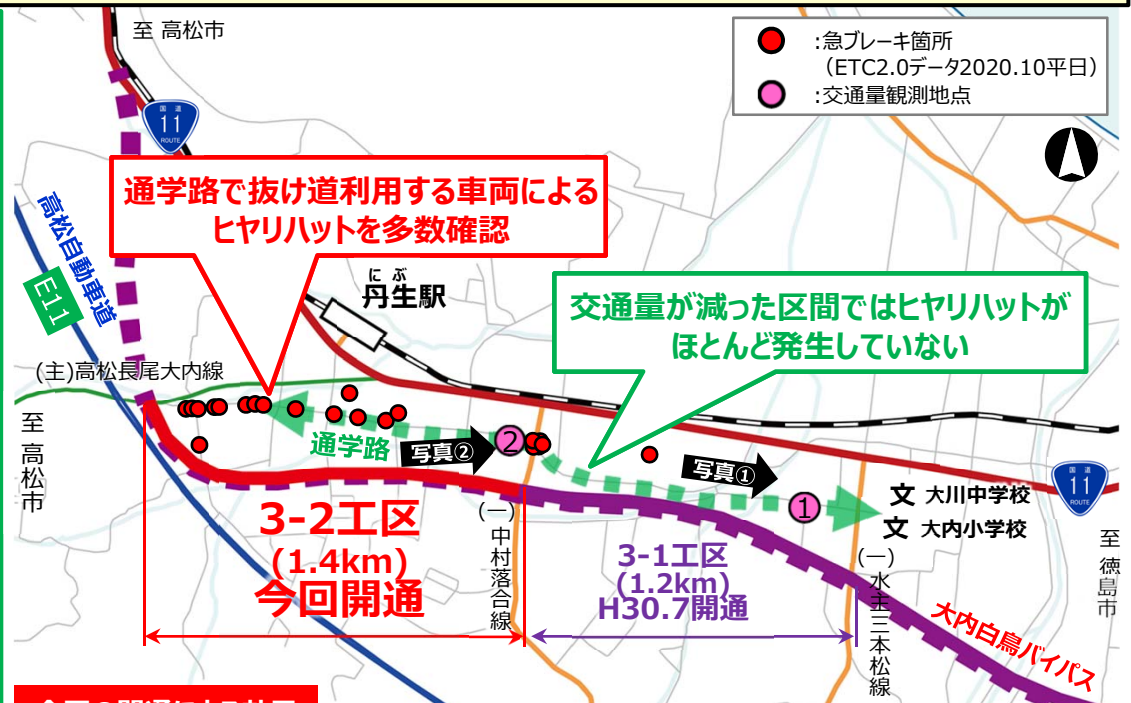 至 高松市
:急ブレーキ箇所
(ETC2.0データ2020.10平日)
:交通量観測地点
国道
11
ROUTE
通学路で抜け道利用する車両による
ヒヤリハットを多数確認
高松自動車道
E11
にぶ
丹生駅
交通量が減った区間ではヒヤリハットが
ほとんど発生していない
(主)高松長尾大内線
至 高松市
通学路
写真②
2
写真①
1
国道
11
ROUTE
文 大川中学校
文 大内小学校
至 徳島市
3-2工区
(1.4km)
今回開通
(一)中村落合線
3-1工区
(1.2km)
H30.7開通
(一)水主三本松線
大内白鳥バイパス